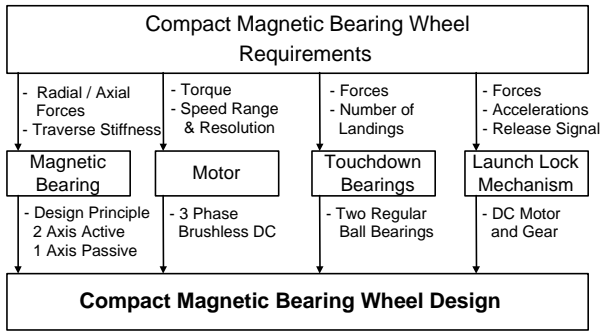 Compact Magnetic Bearing Wheel
Requirements
- Radial / Axial
Forces
- Traverse Stiffness
- Torque
- Speed Range
& Resolution
- Forces
- Number of
Landings
- Forces
- Accelerations
- Release Signal
Magnetic
Bearing
Motor
Touchdown
Bearings
Launch Lock
Mechanism
- Design Principle
2 Axis Active
1 Axis Passive
- 3 Phase
Brushless DC
- Two Regular
Ball Bearings
- DC Motor
and Gear
Compact Magnetic Bearing Wheel Design